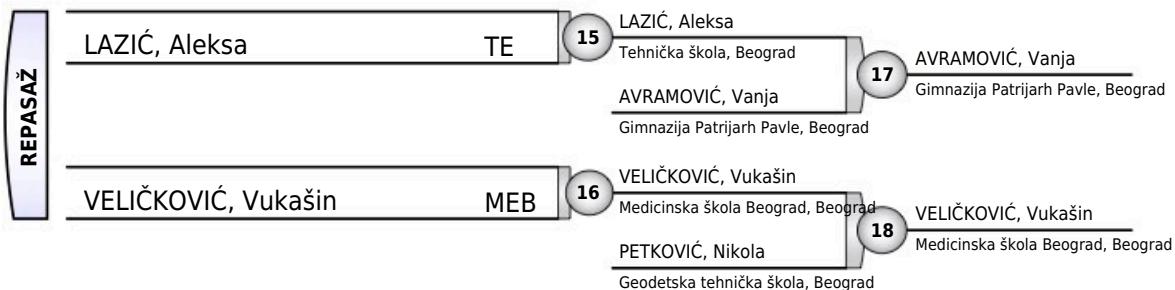 REPASAŽ
LAZIĆ, Aleksa TE
15
LAZIĆ, Aleksa
Tehnička škola, Beograd
AVRAMOVIĆ, Vanja
Gimnazija Patrijarh Pavle, Beograd
17
AVRAMOVIĆ, Vanja
Gimnazija Patrijarh Pavle, Beograd
VELIČKOVIĆ, Vukašin MEB
16
VELIČKOVIĆ, Vukašin
Medicinska škola Beograd, Beograd
PETKOVIĆ, Nikola
Geodetska tehnička škola, Beograd
18
VELIČKOVIĆ, Vukašin
Medicinska škola Beograd, Beograd